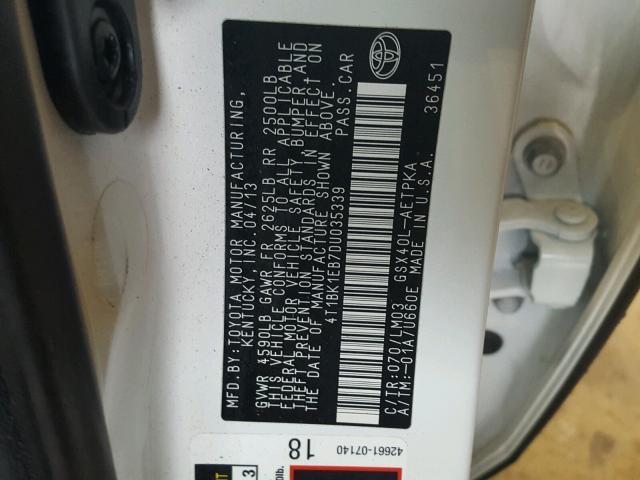 MFD.BY:TOYOTA MOTOR MANUFACTURING,
KENTUCKY, INC. 04/13
GVWR 4590LB GAWR FR 2625LB RR 2500LB
THIS VEHICLE CONFORMS TO ALL APPLICABLE
FEDERAL MOTOR VEHICLE SAFETY BUMPER,AND
THEFT PREVENTION STANDARDS IN EFFECT ON
THE DATE OF MANUFACTURE SHOWN ABOVE.
4T1BK1EB7DU035339 PASS.CAR
C/TR:070/LM03 GSX40L-AETPKA 36451
A/TM:-01A/U660E MADE IN U.S.A.
42661-07140
18